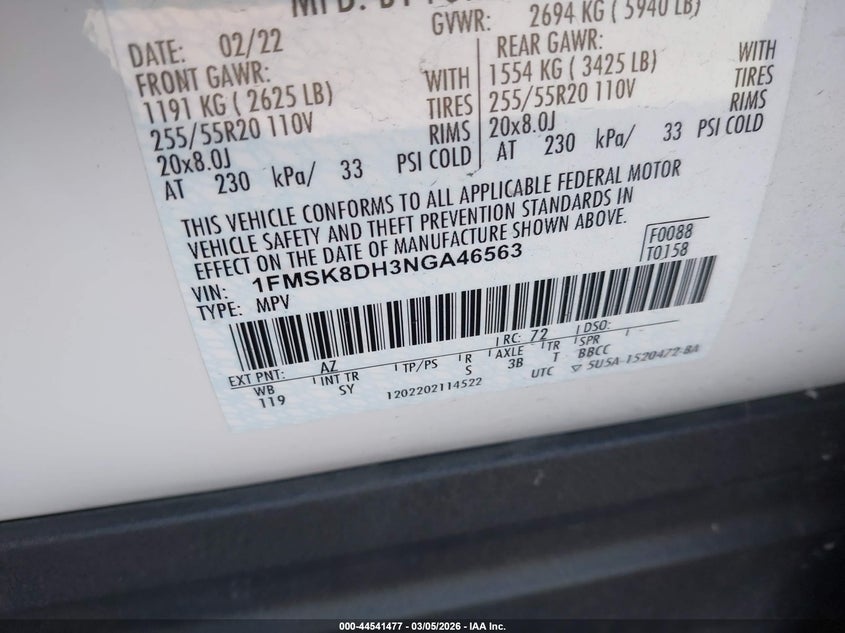 MFD. BY
GVWR: 2694 KG ( 5940 LB)
DATE: 02/22
FRONT GAWR:
1191 KG ( 2625 LB)
WITH
255/55R20 110V
TIRES
20x8.0J
RIMS
AT 230 kPa/ 33 PSI COLD
REAR GAWR:
1554 KG ( 3425 LB)
WITH
255/55R20 110V
TIRES
20x8.0J
RIMS
AT 230 kPa/ 33 PSI COLD
THIS VEHICLE CONFORMS TO ALL APPLICABLE FEDERAL MOTOR
VEHICLE SAFETY AND THEFT PREVENTION STANDARDS IN
EFFECT ON THE DATE OF MANUFACTURE SHOWN ABOVE.
VIN: 1FMSK8DH3NGA46563
TYPE: MPV
F0088
T0158
EXT PNT: AZ RC: 72 DSO:
WB INT TR TP/PS R AXLE TR SPR
119 SY S 3B T BBCC
1202202114522 UTC ▽ 5U5A-1520472-BA
000-44541477 - 03/05/2026 - IAA Inc.